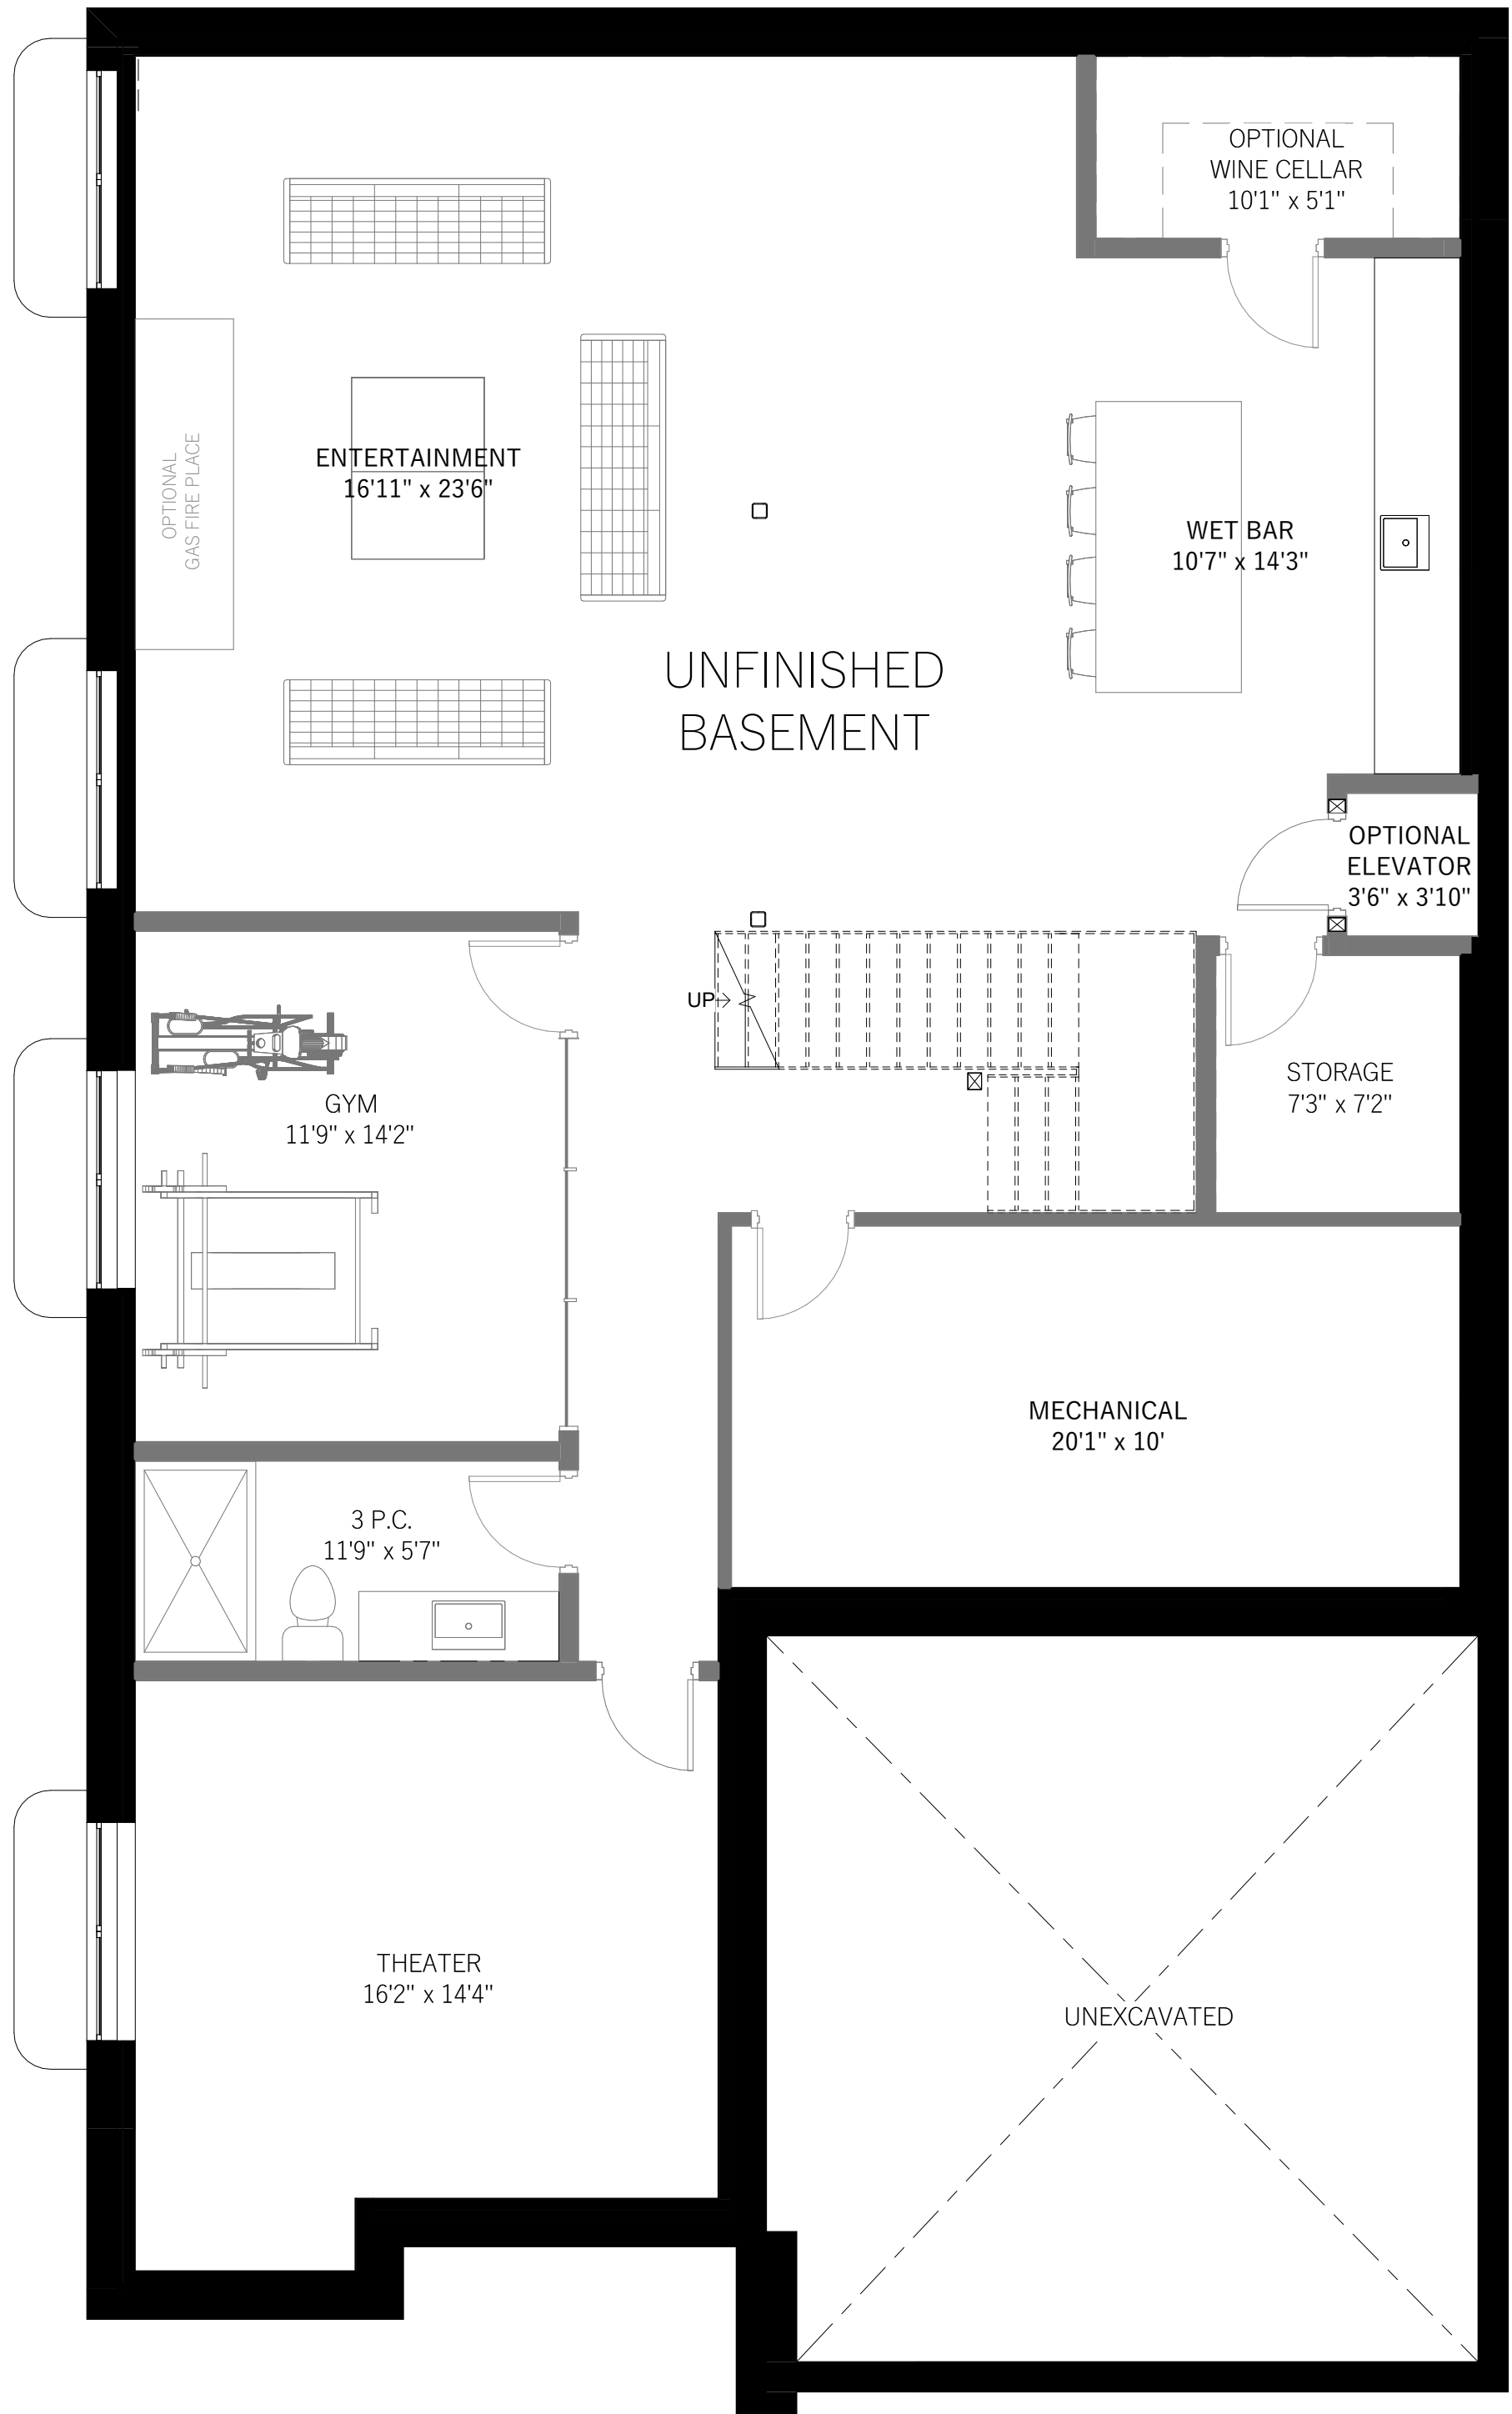 OPTIONAL
WINE CELLAR
10'1" x 5'1"
OPTIONAL
GAS FIRE PLACE
ENTERTAINMENT
16'11" x 23'6"
WET BAR
10'7" x 14'3"
UNFINISHED
BASEMENT
OPTIONAL
ELEVATOR
3'6" x 3'10"
UP
STORAGE
7'3" x 7'2"
GYM
11'9" x 14'2"
MECHANICAL
20'1" x 10'
3 P.C.
11'9" x 5'7"
THEATER
16'2" x 14'4"
UNEXCAVATED